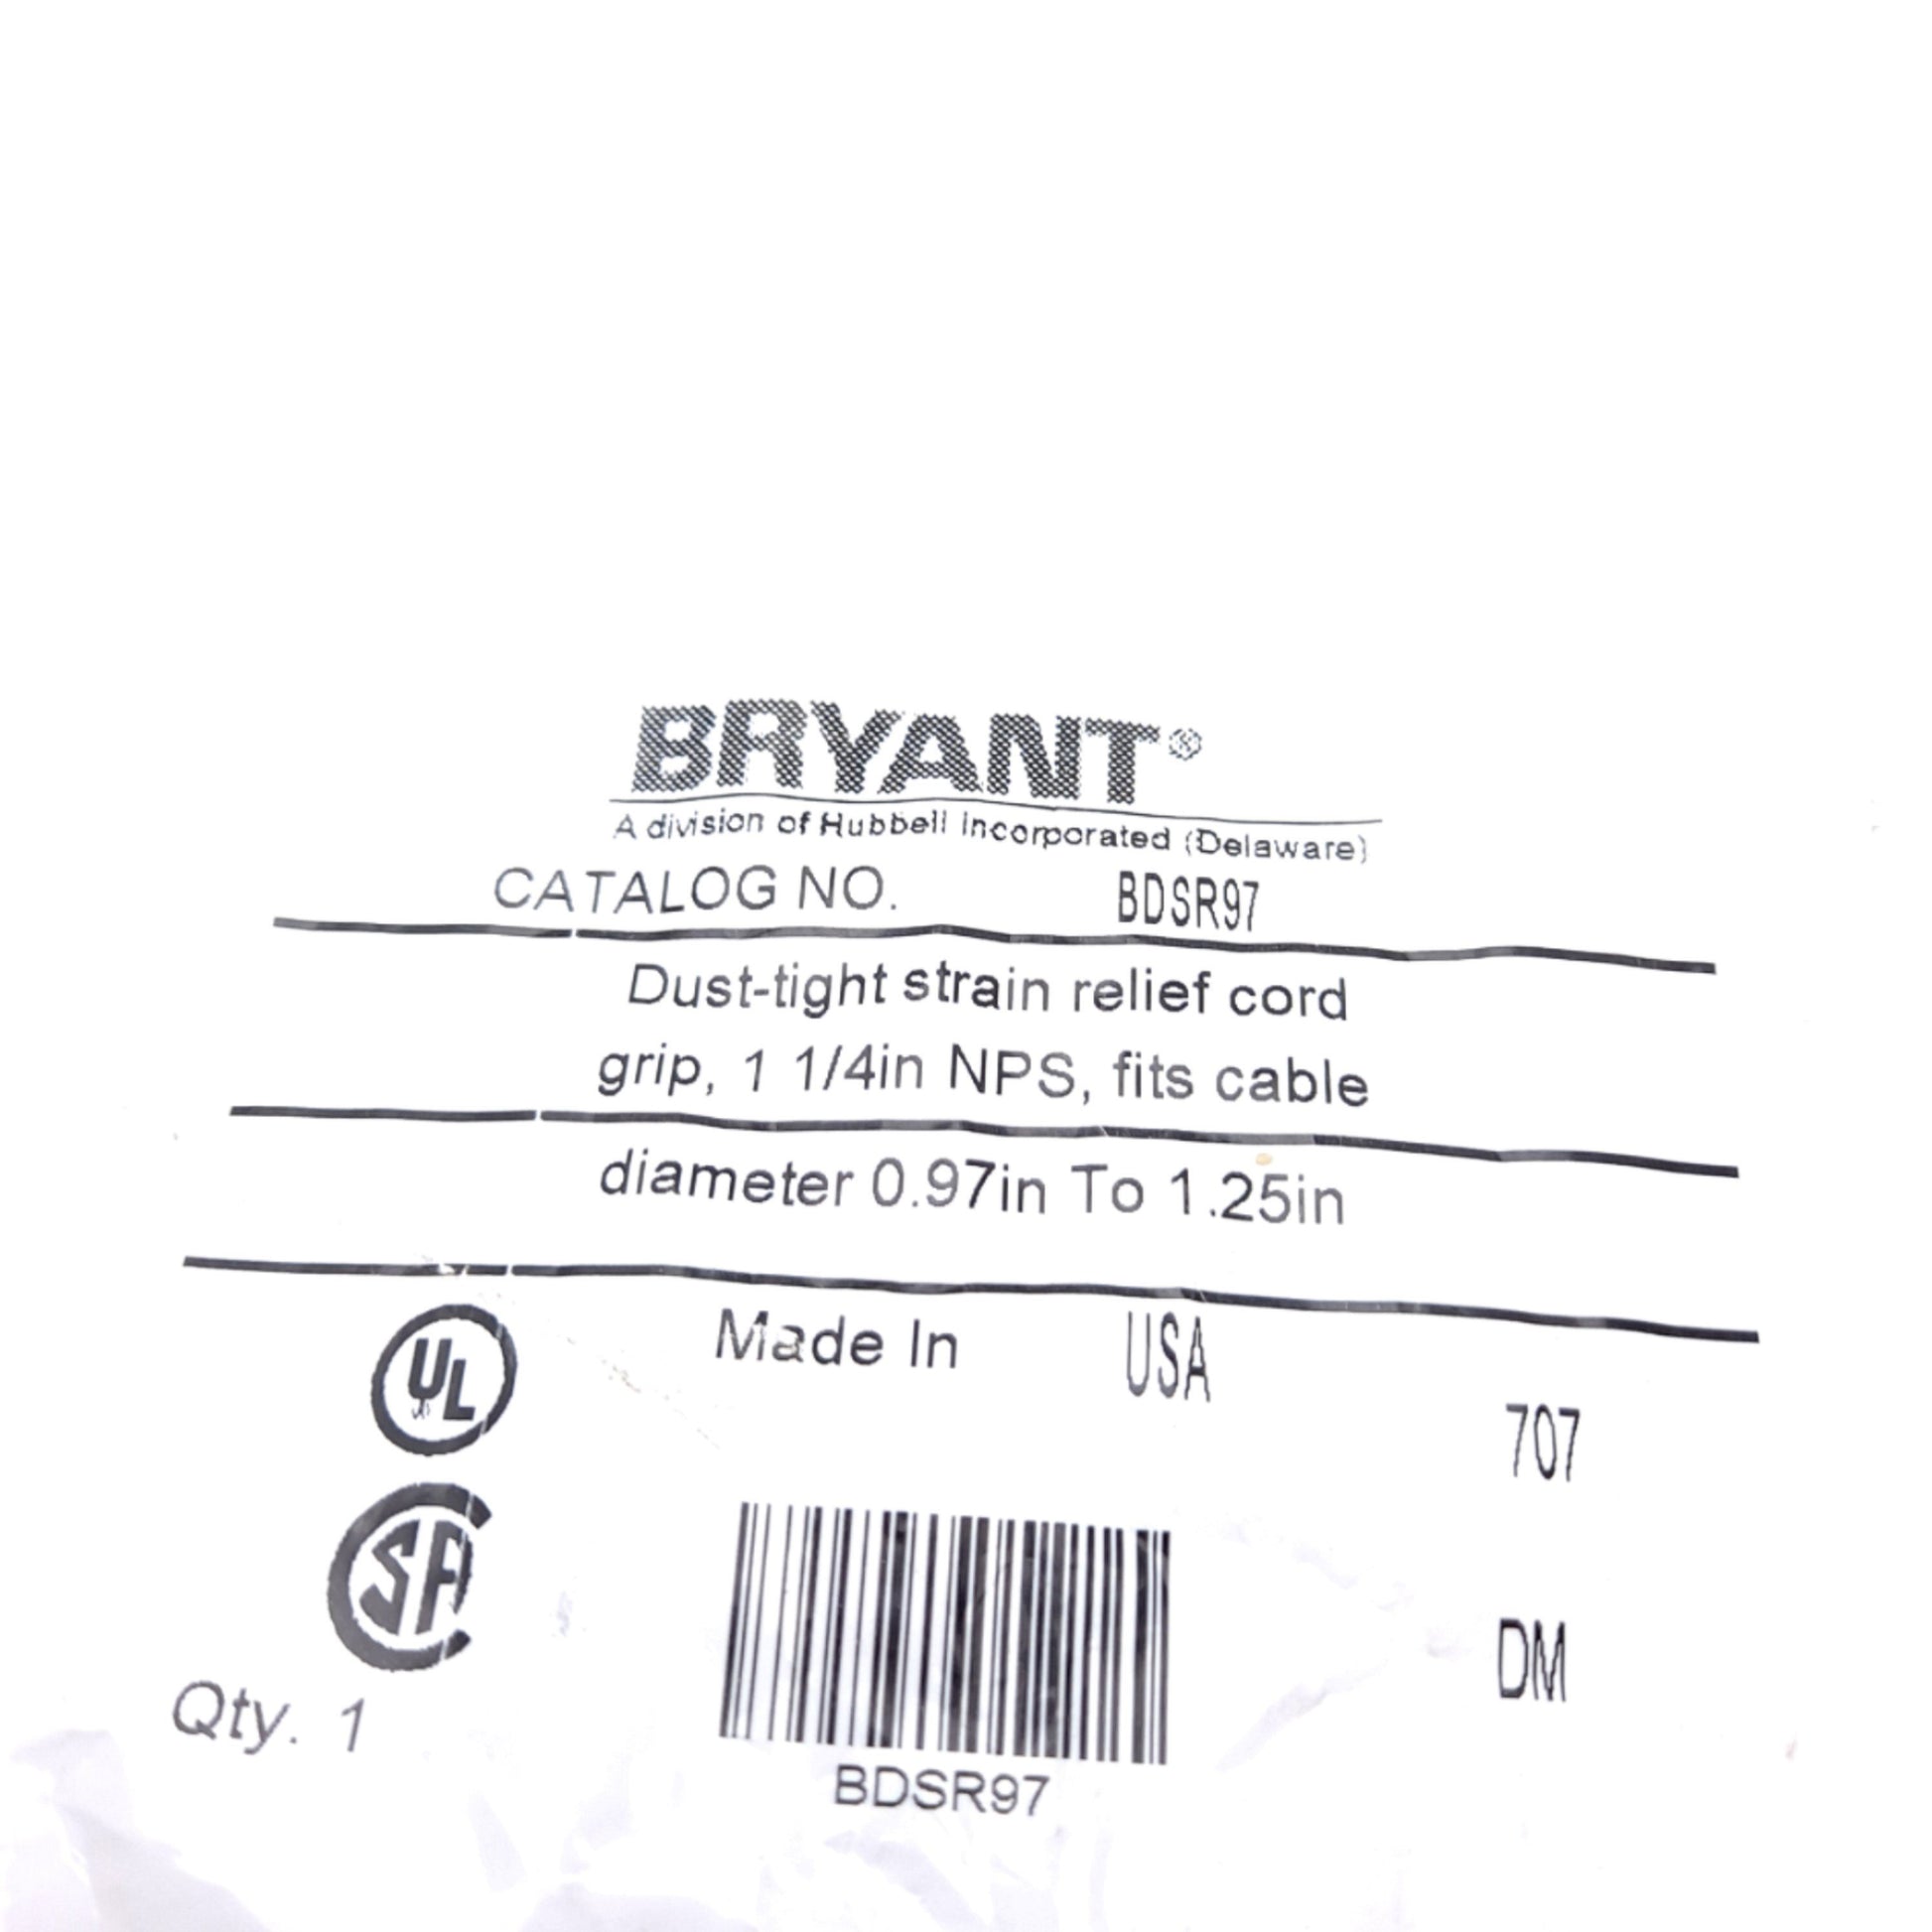 BRYANT®
A division of Hubbell Incorporated (Delaware)
CATALOG NO. BDSR97
Dust-tight strain relief cord
grip, 1 1/4in NPS, fits cable
diameter 0.97in To 1.25in
UL
Made In USA
707
CSA
DM
Qty. 1
BDSR97